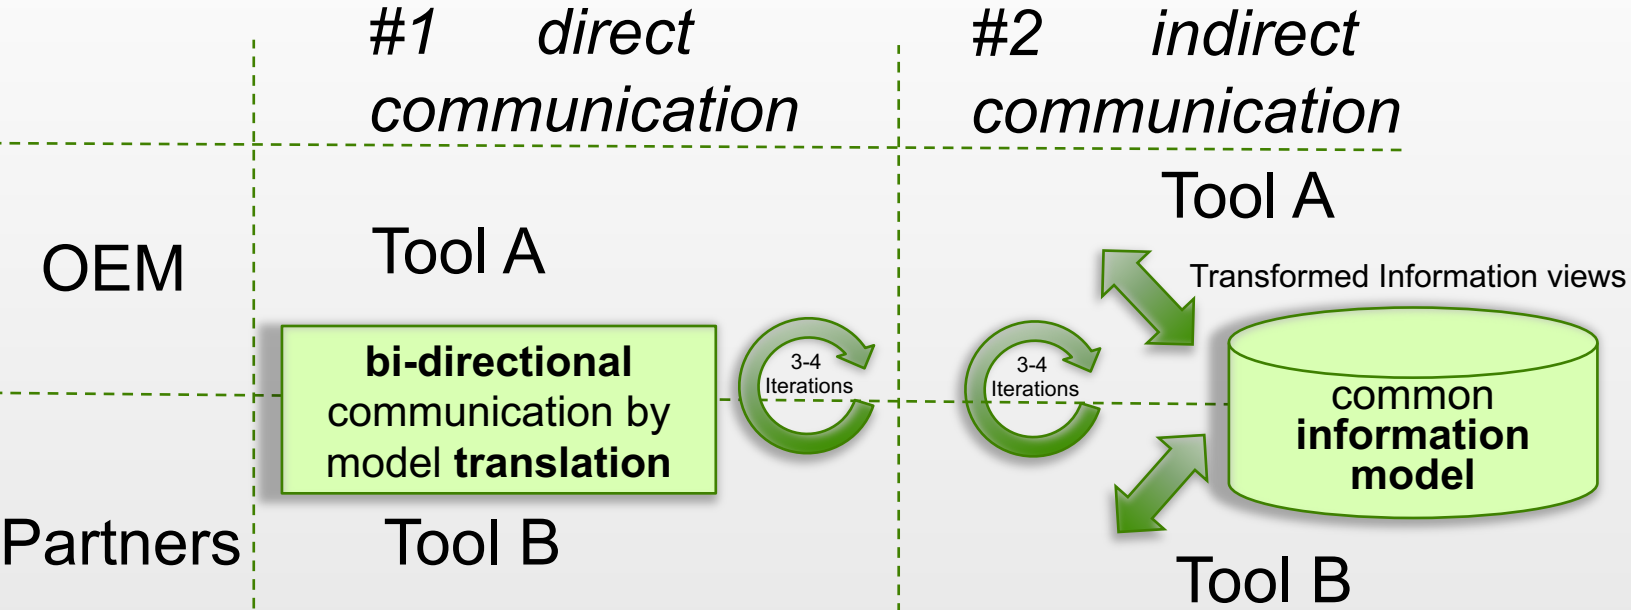 #1 direct
communication
#2 indirect
communication
OEM
Tool A
bi-directional
communication by
model translation
3-4
Iterations
Tool A
Transformed Information views
3-4
Iterations
common
information
model
Partners
Tool B
Tool B